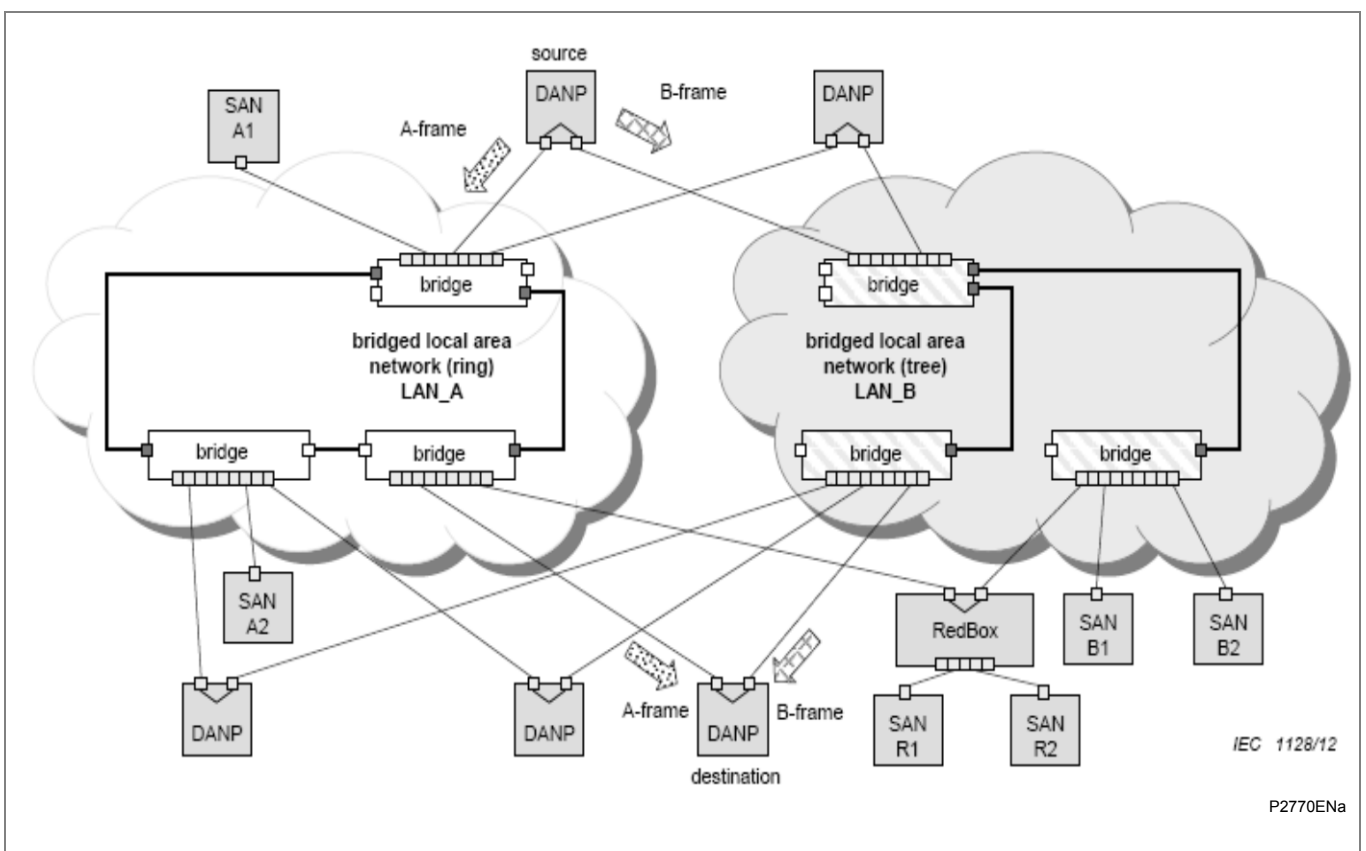 source
DANP
B-frame
DANP
SAN
A1
A-frame
bridge
bridge
bridged local area
network (ring)
LAN_A
bridged local area
network (tree)
LAN_B
bridge
bridge
bridge
bridge
SAN
A2
RedBox
SAN
B1
SAN
B2
DANP
DANP
A-frame
DANP
B-frame
SAN
R1
SAN
R2
destination
IEC 1128/12
P2770ENa